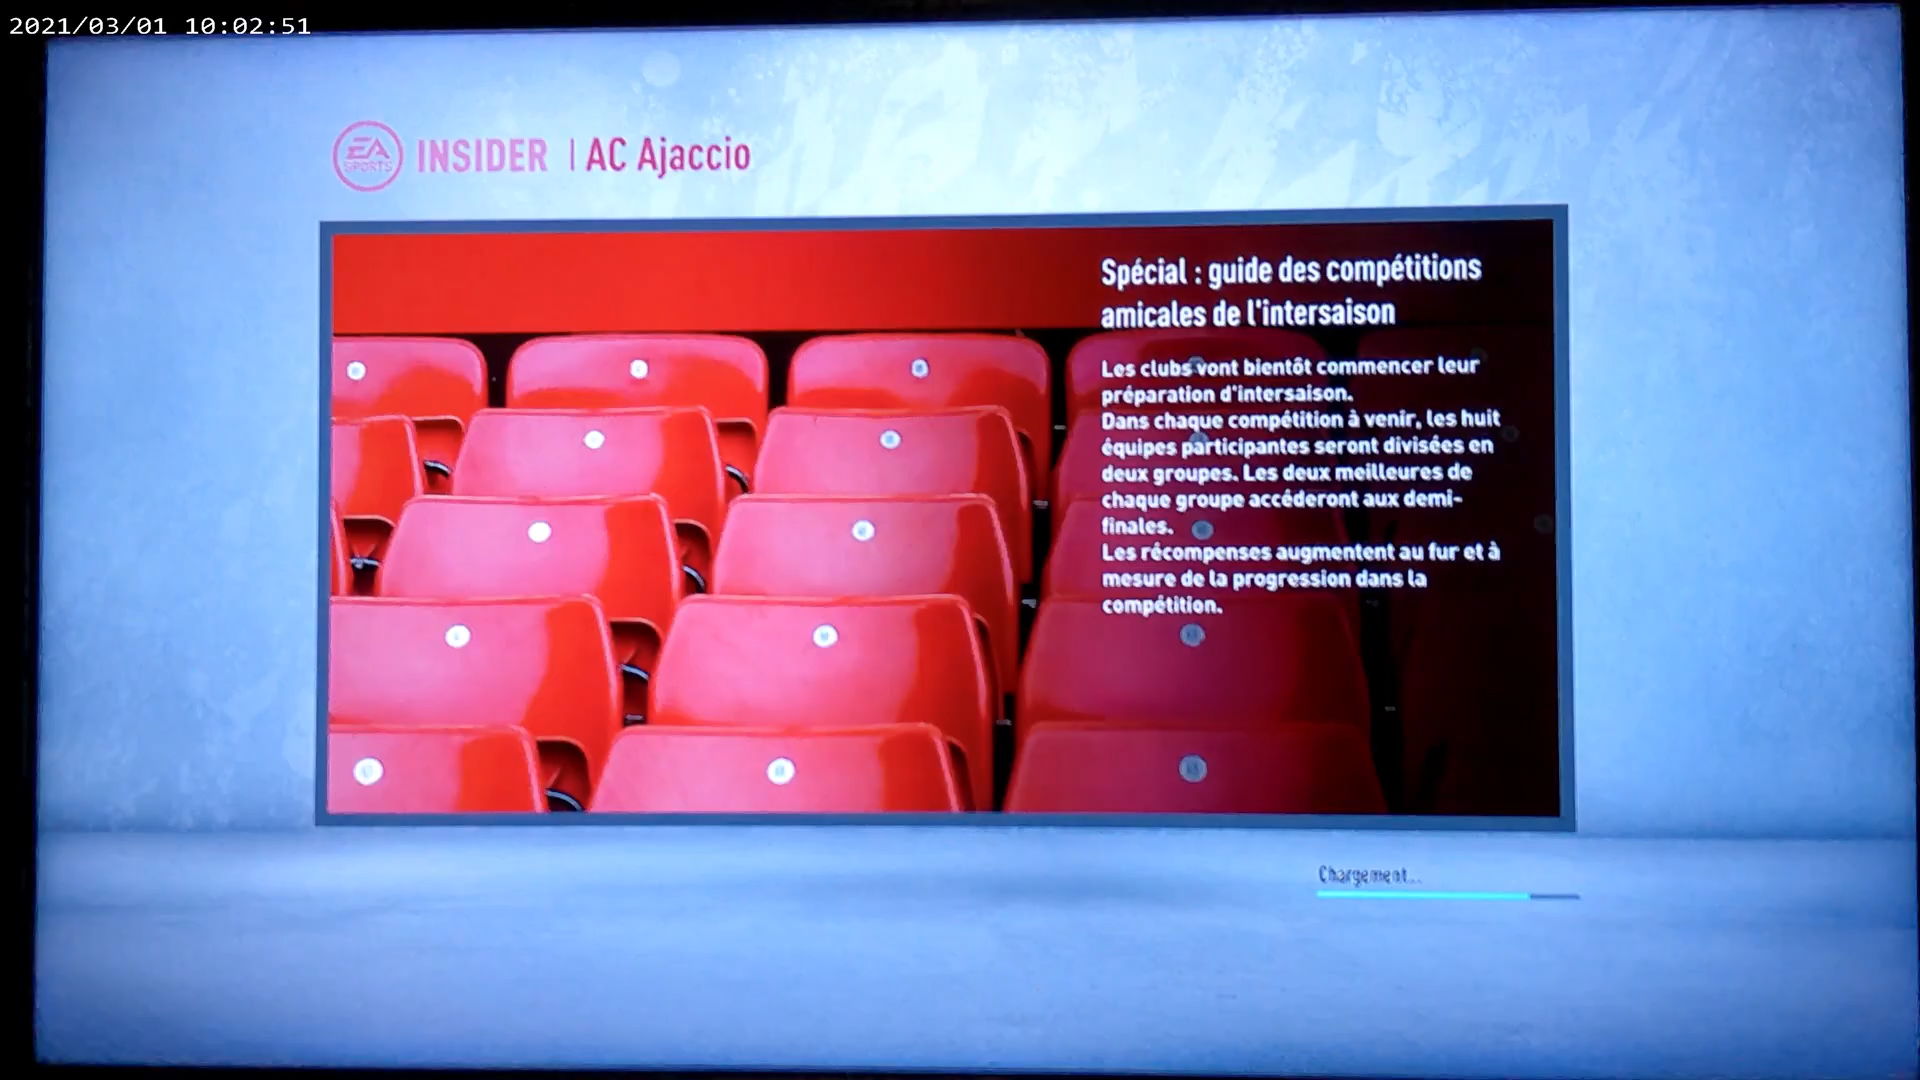 2021/03/01 10:02:51
EA SPORTS INSIDER | AC Ajaccio
Spécial : guide des compétitions
amicales de l'intersaison
Les clubs vont bientôt commencer leur
préparation d'intersaison.
Dans chaque compétition à venir, les huit
équipes participantes seront divisées en
deux groupes. Les deux meilleures de
chaque groupe accéderont aux demi-
finales.
Les récompenses augmentent au fur et à
mesure de la progression dans la
compétition.
Chargement...